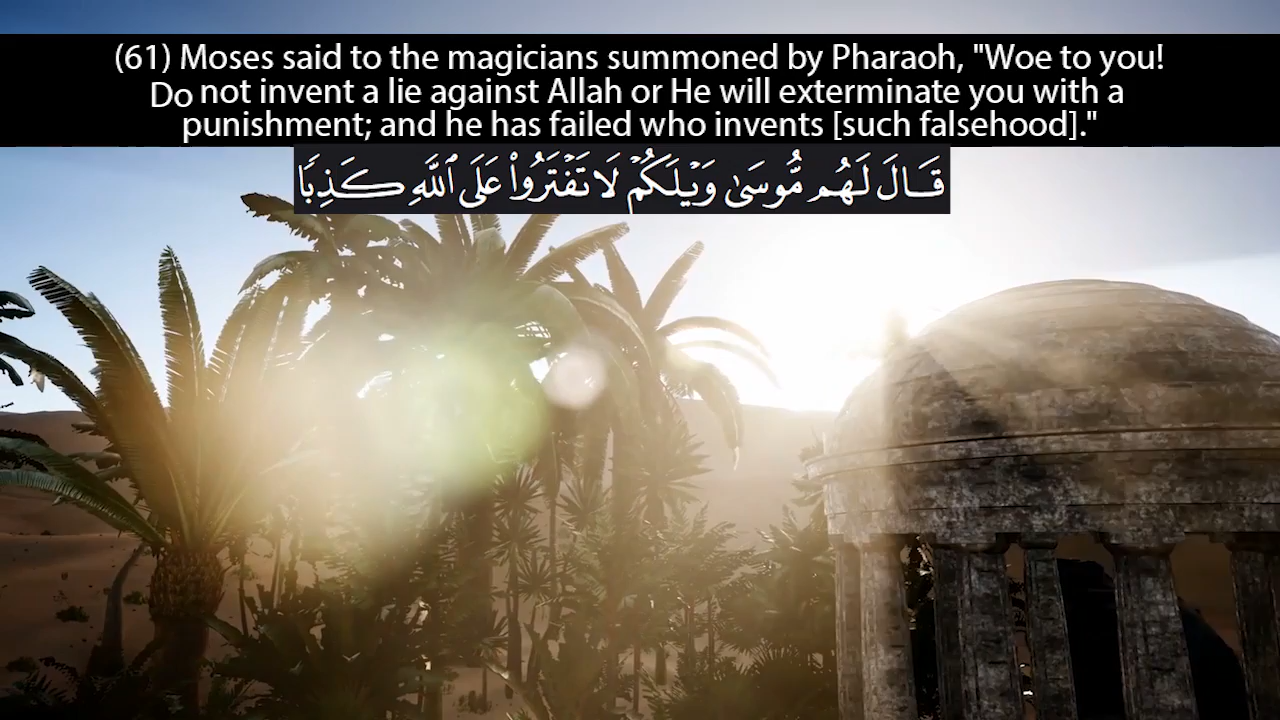 (61) Moses said to the magicians summoned by Pharaoh, "Woe to you!
Do not invent a lie against Allah or He will exterminate you with a
punishment; and he has failed who invents [such falsehood]."
قَالَ لَهُم مُّوسَىٰ وَيْلَكُمْ لَا تَفْتَرُوا۟ عَلَى ٱللَّهِ كَذِبًا